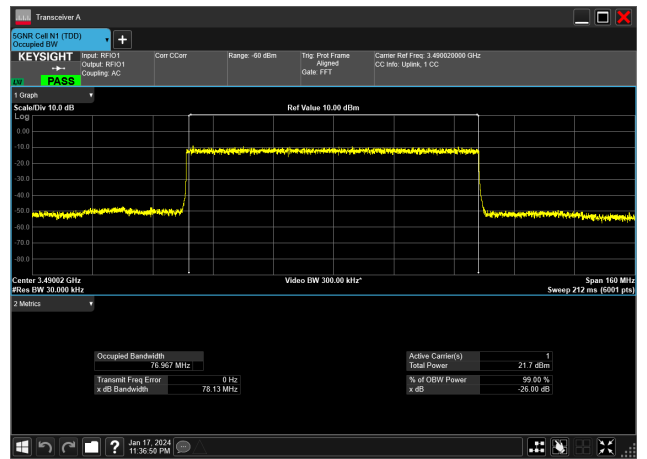 Transceiver A
5GNR Cell N1 (TDD)
Occupied BW
KEYSIGHT
PASS
Input: RFIO1
Output: RFIO1
Coupling: AC
Corr CCorr
Range: -60 dBm
Trig: Prot Frame
Aligned
Gate: FFT
Carrier Ref Freq: 3.490020000 GHz
CC Info: Uplink, 1 CC
1 Graph
Scale/Div 10.0 dB
Ref Value 10.00 dBm
Log
0.00
-10.0
-20.0
-30.0
-40.0
-50.0
-60.0
-70.0
-80.0
Center 3.49002 GHz
Video BW 300.00 kHz*
Span 160 MHz
#Res BW 30.000 kHz
Sweep 212 ms (6001 pts)
2 Metrics
Occupied Bandwidth
76.967 MHz
Transmit Freq Error 0 Hz
x dB Bandwidth 78.13 MHz
Active Carrier(s) 1
Total Power 21.7 dBm
% of OBW Power 99.00 %
x dB -26.00 dB
Jan 17, 2024
11:36:50 PM